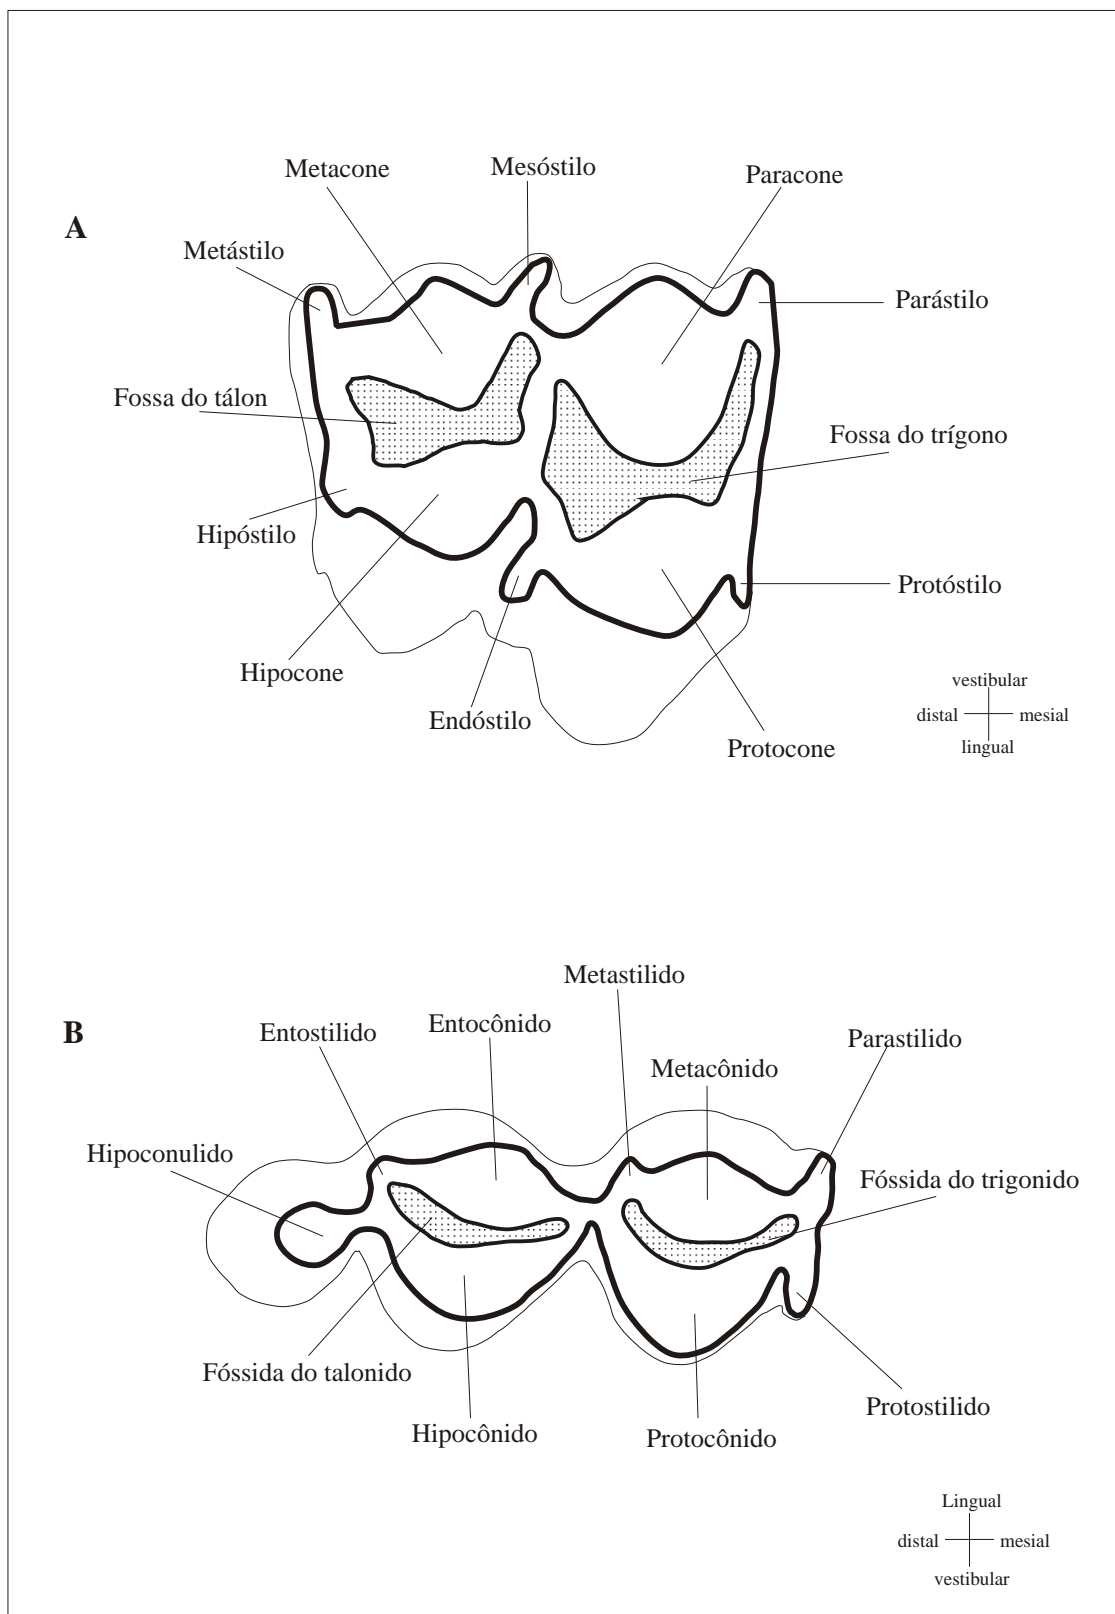 Metacone
Mesóstilo
Paracone
A
Metástilo
Parástilo
Fossa do tálon
Fossa do trígono
Hipóstilo
Protóstilo
Hipocone
Endóstilo
Protocone
vestibular
distal
mesial
lingual
Metastilido
B
Entostilido
Entocônido
Parastilido
Metacônido
Hipoconulido
Fóssida do trigonido
Fóssida do talonido
Protostilido
Hipocônido
Protocônido
Lingual
distal
mesial
vestibular